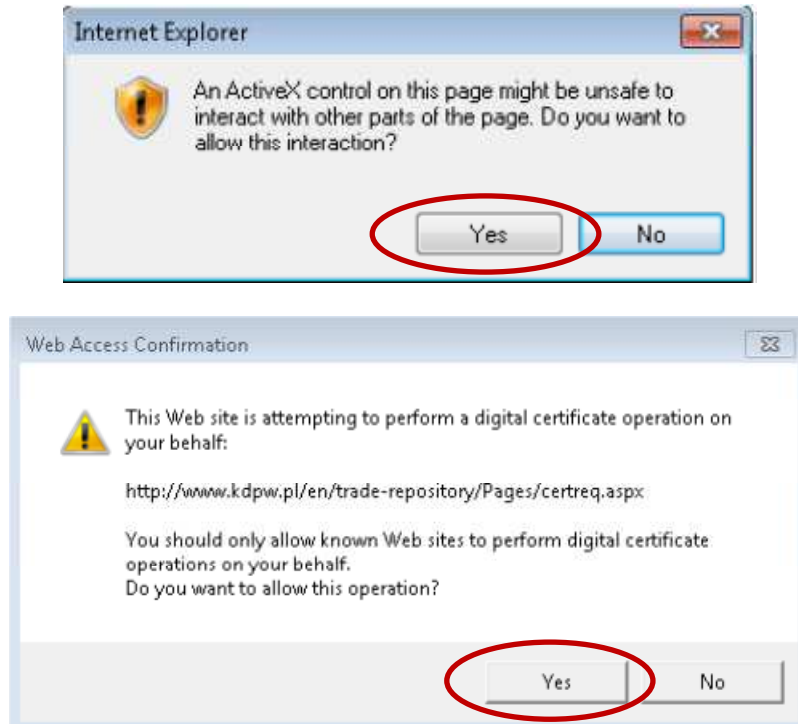 Internet Explorer
An ActiveX control on this page might be unsafe to
interact with other parts of the page. Do you want to
allow this interaction?
Yes No
Web Access Confirmation
This Web site is attempting to perform a digital certificate operation on
your behalf:
http://www.kdpw.pl/en/trade-repository/Pages/certreq.aspx
You should only allow known Web sites to perform digital certificate
operations on your behalf.
Do you want to allow this operation?
Yes No